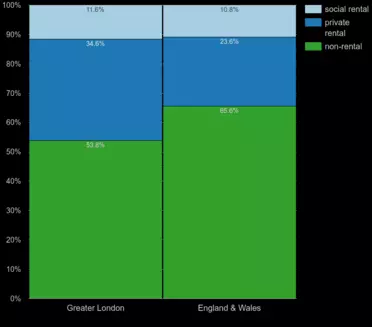 100%
90%
80%
70%
60%
50%
40%
30%
20%
10%
0%
11.6%
34.6%
53.8%
10.8%
23.6%
65.6%
Greater London
England & Wales
social rental
private
rental
non-rental